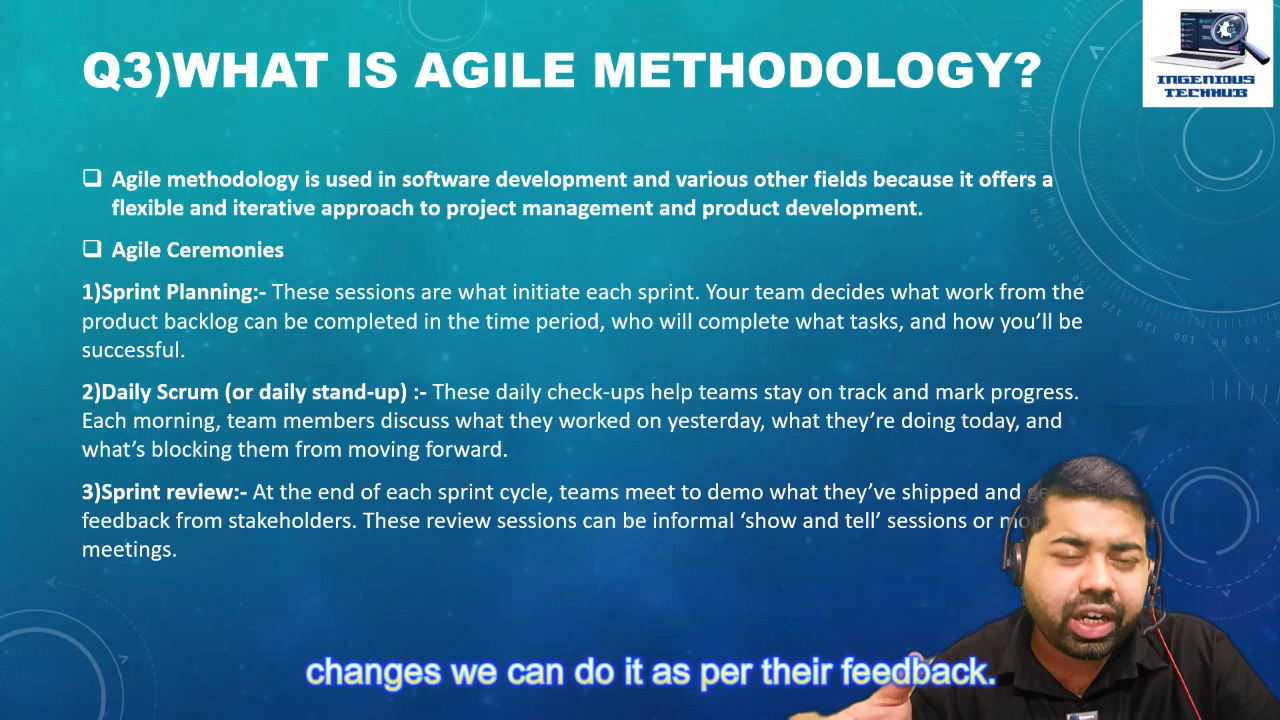 Q3)WHAT IS AGILE METHODOLOGY?
INGENIOUS
TECHHUB
Agile methodology is used in software development and various other fields because it offers a
flexible and iterative approach to project management and product development.
Agile Ceremonies
1)Sprint Planning:- These sessions are what initiate each sprint. Your team decides what work from the
product backlog can be completed in the time period, who will complete what tasks, and how you’ll be
successful.
2)Daily Scrum (or daily stand-up) :- These daily check-ups help teams stay on track and mark progress.
Each morning, team members discuss what they worked on yesterday, what they’re doing today, and
what’s blocking them from moving forward.
3)Sprint review:- At the end of each sprint cycle, teams meet to demo what they’ve shipped and
feedback from stakeholders. These review sessions can be informal ‘show and tell’ sessions or
meetings.
changes we can do it as per their feedback.